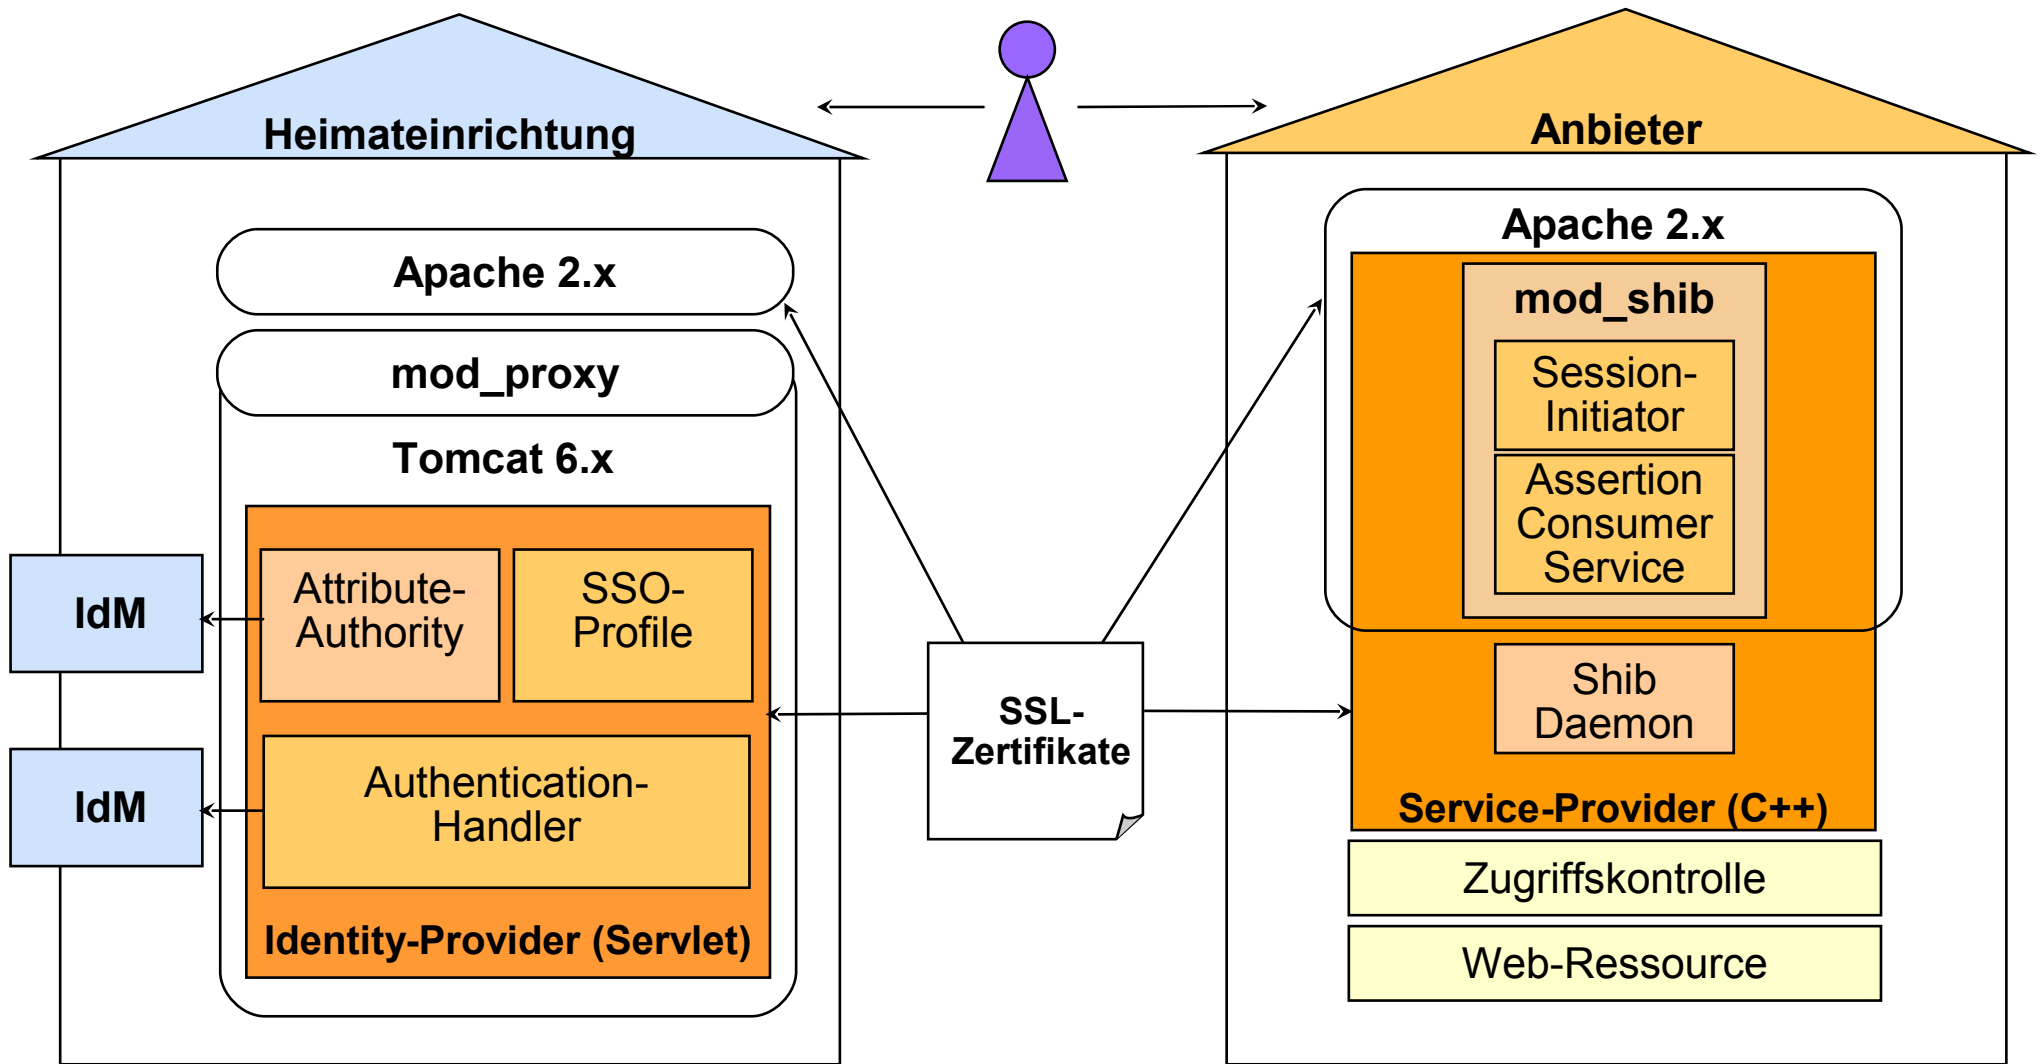 Heimateinrichtung
Apache 2.x
mod_proxy
Tomcat 6.x
IdM
Attribute-
Authority
SSO-
Profile
IdM
Authentication-
Handler
Identity-Provider (Servlet)
SSL-
Zertifikate
Anbieter
Apache 2.x
mod_shib
Session-
Initiator
Assertion
Consumer
Service
Shib
Daemon
Service-Provider (C++)
Zugriffskontrolle
Web-Ressource